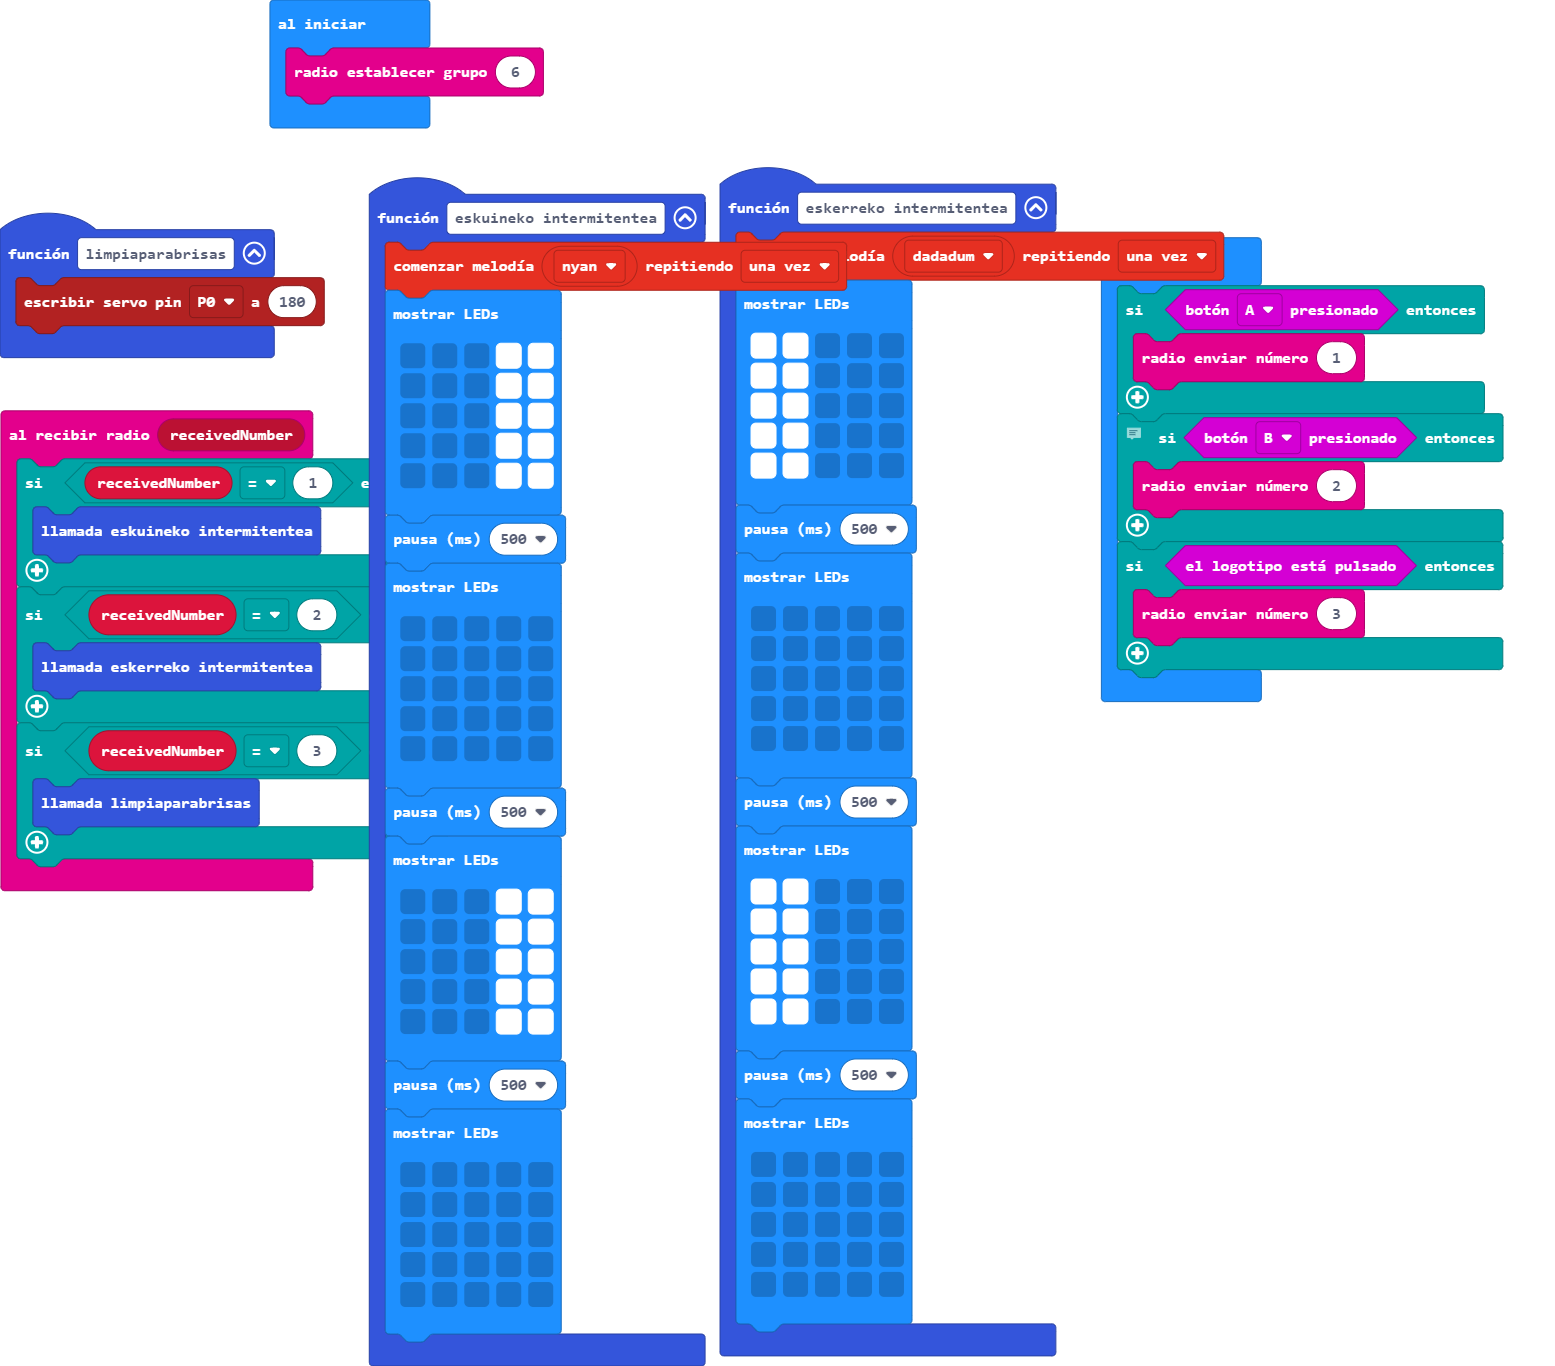 al iniciar
radio establecer grupo 6
función limpiaparabrisas
escribir servo pin P0 a 180
al recibir radio receivedNumber
si receivedNumber = 1 e
llamada eskuineko intermitentea
si receivedNumber = 2
llamada eskerreko intermitentea
si receivedNumber = 3
llamada limpiaparabrisas
función eskuineko intermitentea
comenzar melodía nyan repitiendo una vez
mostrar LEDs
pausa (ms) 500
mostrar LEDs
pausa (ms) 500
mostrar LEDs
pausa (ms) 500
mostrar LEDs
función eskerreko intermitentea
lodía dadadum repitiendo una vez
mostrar LEDs
pausa (ms) 500
mostrar LEDs
pausa (ms) 500
mostrar LEDs
pausa (ms) 500
mostrar LEDs
si botón A presionado entonces
radio enviar número 1
si botón B presionado entonces
radio enviar número 2
si el logotipo está pulsado entonces
radio enviar número 3